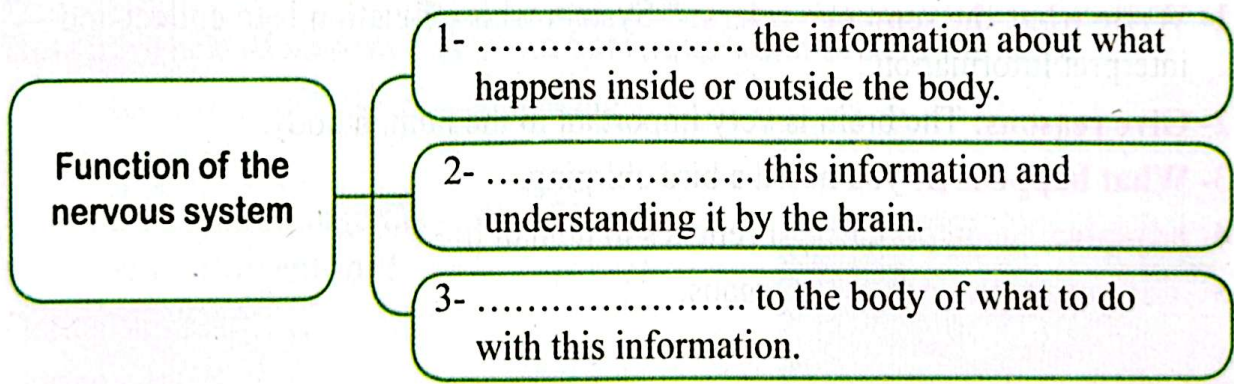 Function of the
nervous system
1- ........................ the information about what
happens inside or outside the body.
2- ........................ this information and
understanding it by the brain.
3- ........................ to the body of what to do
with this information.